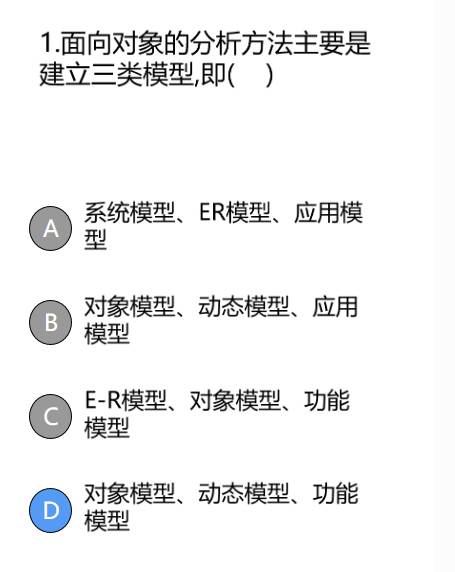 1.面向对象的分析方法主要是
建立三类模型,即(    )
A
系统模型、ER模型、应用模
型
B
对象模型、动态模型、应用
模型
C
E-R模型、对象模型、功能
模型
D
对象模型、动态模型、功能
模型